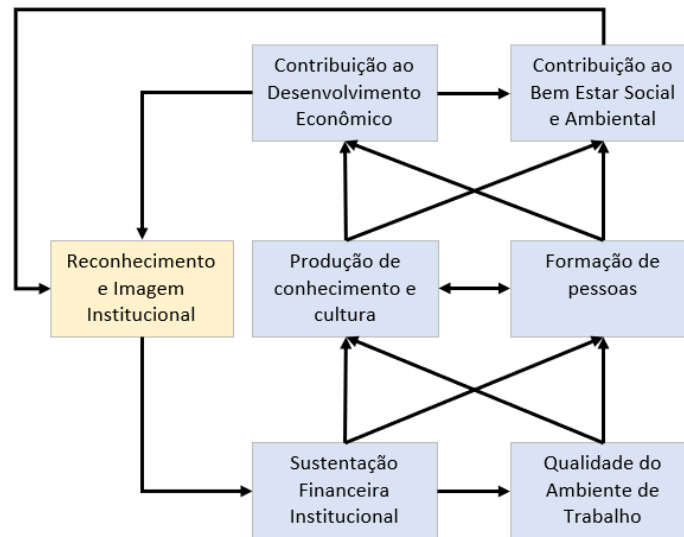 Contribuição ao
Desenvolvimento
Econômico
Contribuição ao
Bem Estar Social
e Ambiental
Reconhecimento
e Imagem
Institucional
Produção de
conhecimento e
cultura
Formação de
pessoas
Sustentação
Financeira
Institucional
Qualidade do
Ambiente de
Trabalho